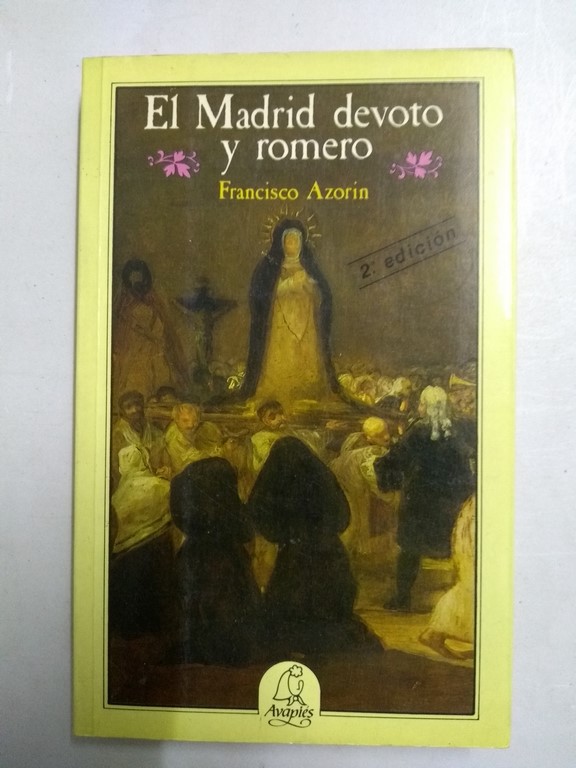 El Madrid devoto
y romero
Francisco Azorín
2.ª edición
Avapiés